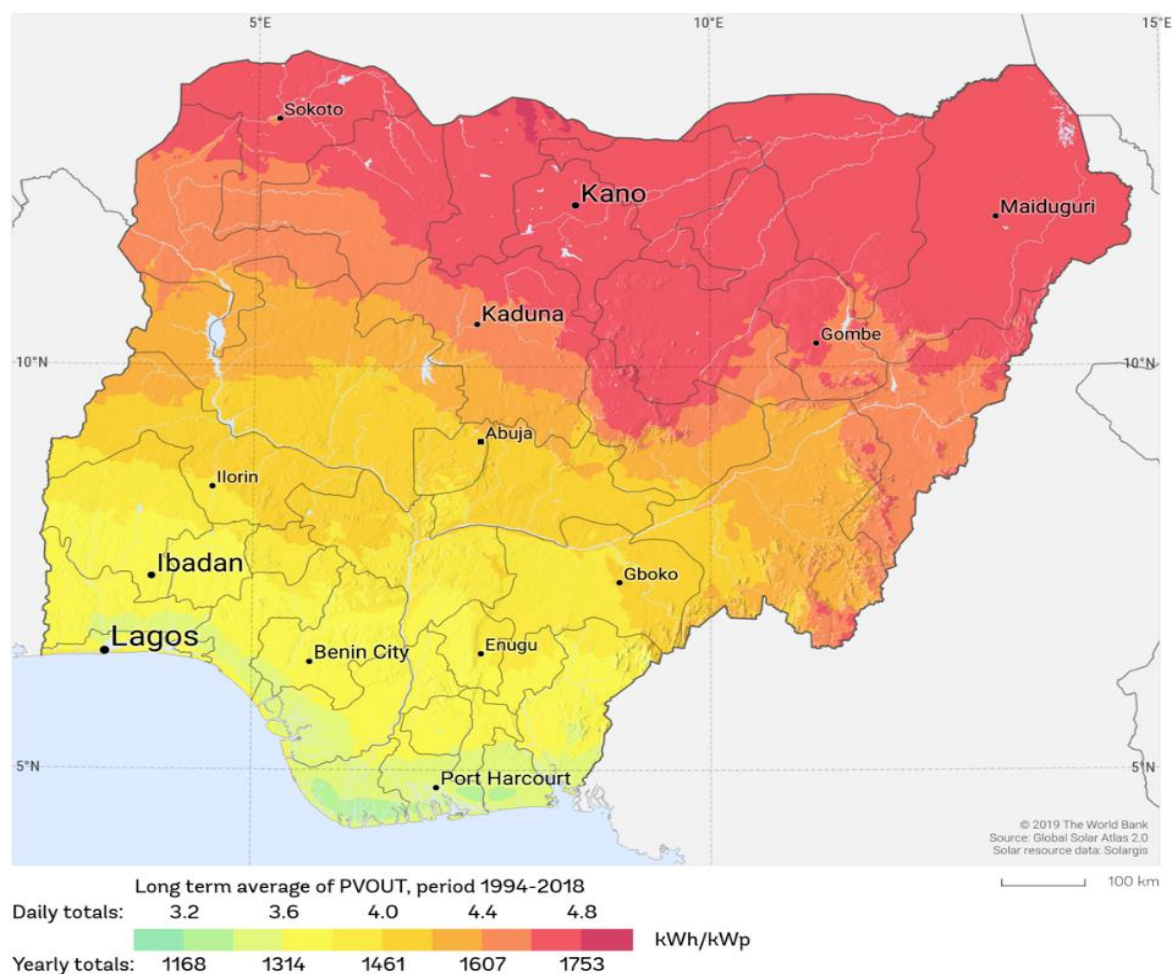 5°E 10°E 15°E
Sokoto
Kano
Maiduguri
Kaduna
Gombe
10°N 10°N
Abuja
Ilorin
Ibadan
Gboko
Lagos
Benin City
Enugu
5°N 5°N
Port Harcourt
© 2019 The World Bank
Source: Global Solar Atlas 2.0
Solar resource data: Solargis
100 km
Long term average of PVOUT, period 1994-2018
Daily totals: 3.2 3.6 4.0 4.4 4.8
kWh/kWp
Yearly totals: 1168 1314 1461 1607 1753